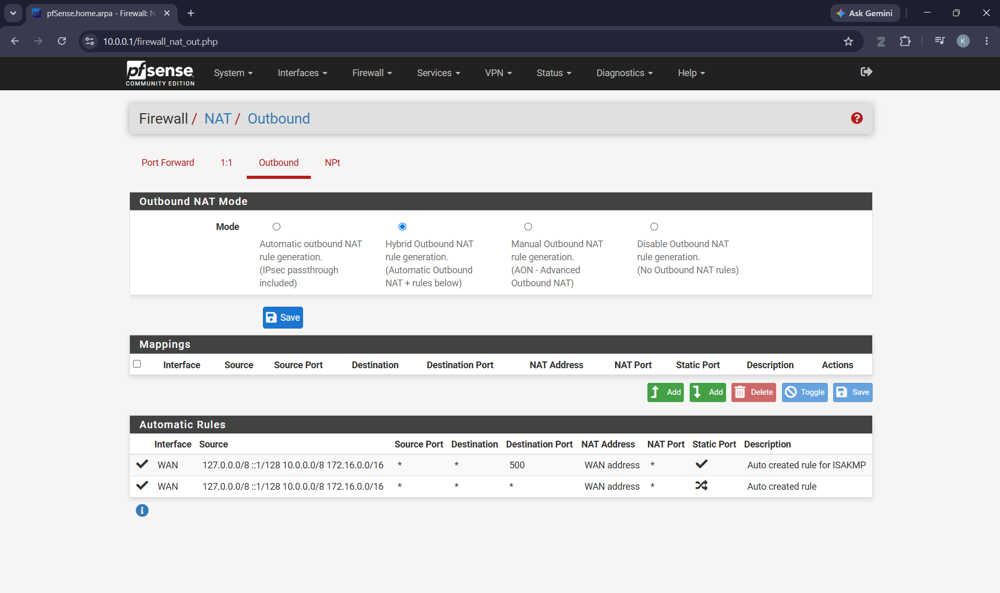 pfSense.home.arpa - Firewall: N
Ask Gemini
10.0.0.1/firewall_nat_out.php
K
pfsense
COMMUNITY EDITION
System
Interfaces
Firewall
Services
VPN
Status
Diagnostics
Help
Firewall / NAT / Outbound
Port Forward
1:1
Outbound
NPt
Outbound NAT Mode
Mode
Automatic outbound NAT
rule generation.
(IPsec passthrough
included)
Hybrid Outbound NAT
rule generation.
(Automatic Outbound
NAT + rules below)
Manual Outbound NAT
rule generation.
(AON - Advanced
Outbound NAT)
Disable Outbound NAT
rule generation.
(No Outbound NAT rules)
Save
Mappings
Interface Source Source Port Destination Destination Port NAT Address NAT Port Static Port Description Actions
Add Add Delete Toggle Save
Automatic Rules
Interface Source Source Port Destination Destination Port NAT Address NAT Port Static Port Description
WAN 127.0.0.0/8 ::1/128 10.0.0.0/8 172.16.0.0/16 * * 500 WAN address * Auto created rule for ISAKMP
WAN 127.0.0.0/8 ::1/128 10.0.0.0/8 172.16.0.0/16 * * * WAN address * Auto created rule